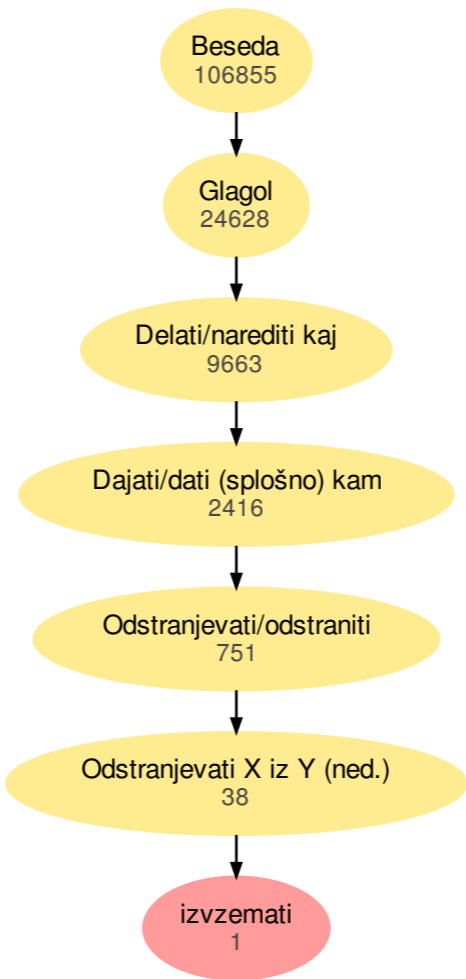 Beseda
106855
Glagol
24628
Delati/narediti kaj
9663
Dajati/dati (splošno) kam
2416
Odstranjevati/odstraniti
751
Odstranjevati X iz Y (ned.)
38
izvzemati
1